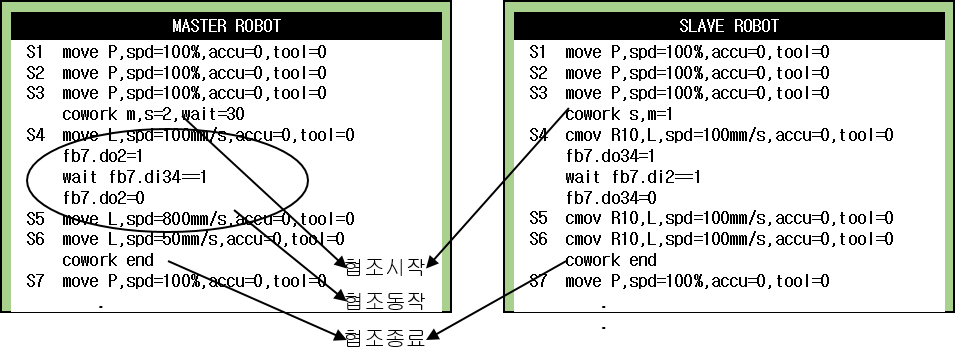 MASTER ROBOT
S1 move P,spd=100%,accu=0,tool=0
S2 move P,spd=100%,accu=0,tool=0
S3 move P,spd=100%,accu=0,tool=0
cowork m,s=2,wait=30
S4 move L,spd=100mm/s,accu=0,tool=0
fb7.do2=1
wait fb7.di34==1
fb7.do2=0
S5 move L,spd=800mm/s,accu=0,tool=0
S6 move L,spd=50mm/s,accu=0,tool=0
cowork end
S7 move P,spd=100%,accu=0,tool=0
.
SLAVE ROBOT
S1 move P,spd=100%,accu=0,tool=0
S2 move P,spd=100%,accu=0,tool=0
S3 move P,spd=100%,accu=0,tool=0
cowork s,m=1
S4 cmov R10,L,spd=100mm/s,accu=0,tool=0
fb7.do34=1
wait fb7.di2==1
fb7.do34=0
S5 cmov R10,L,spd=100mm/s,accu=0,tool=0
S6 cmov R10,L,spd=100mm/s,accu=0,tool=0
cowork end
S7 move P,spd=100%,accu=0,tool=0
.
.
협조시작
협조동작
협조종료